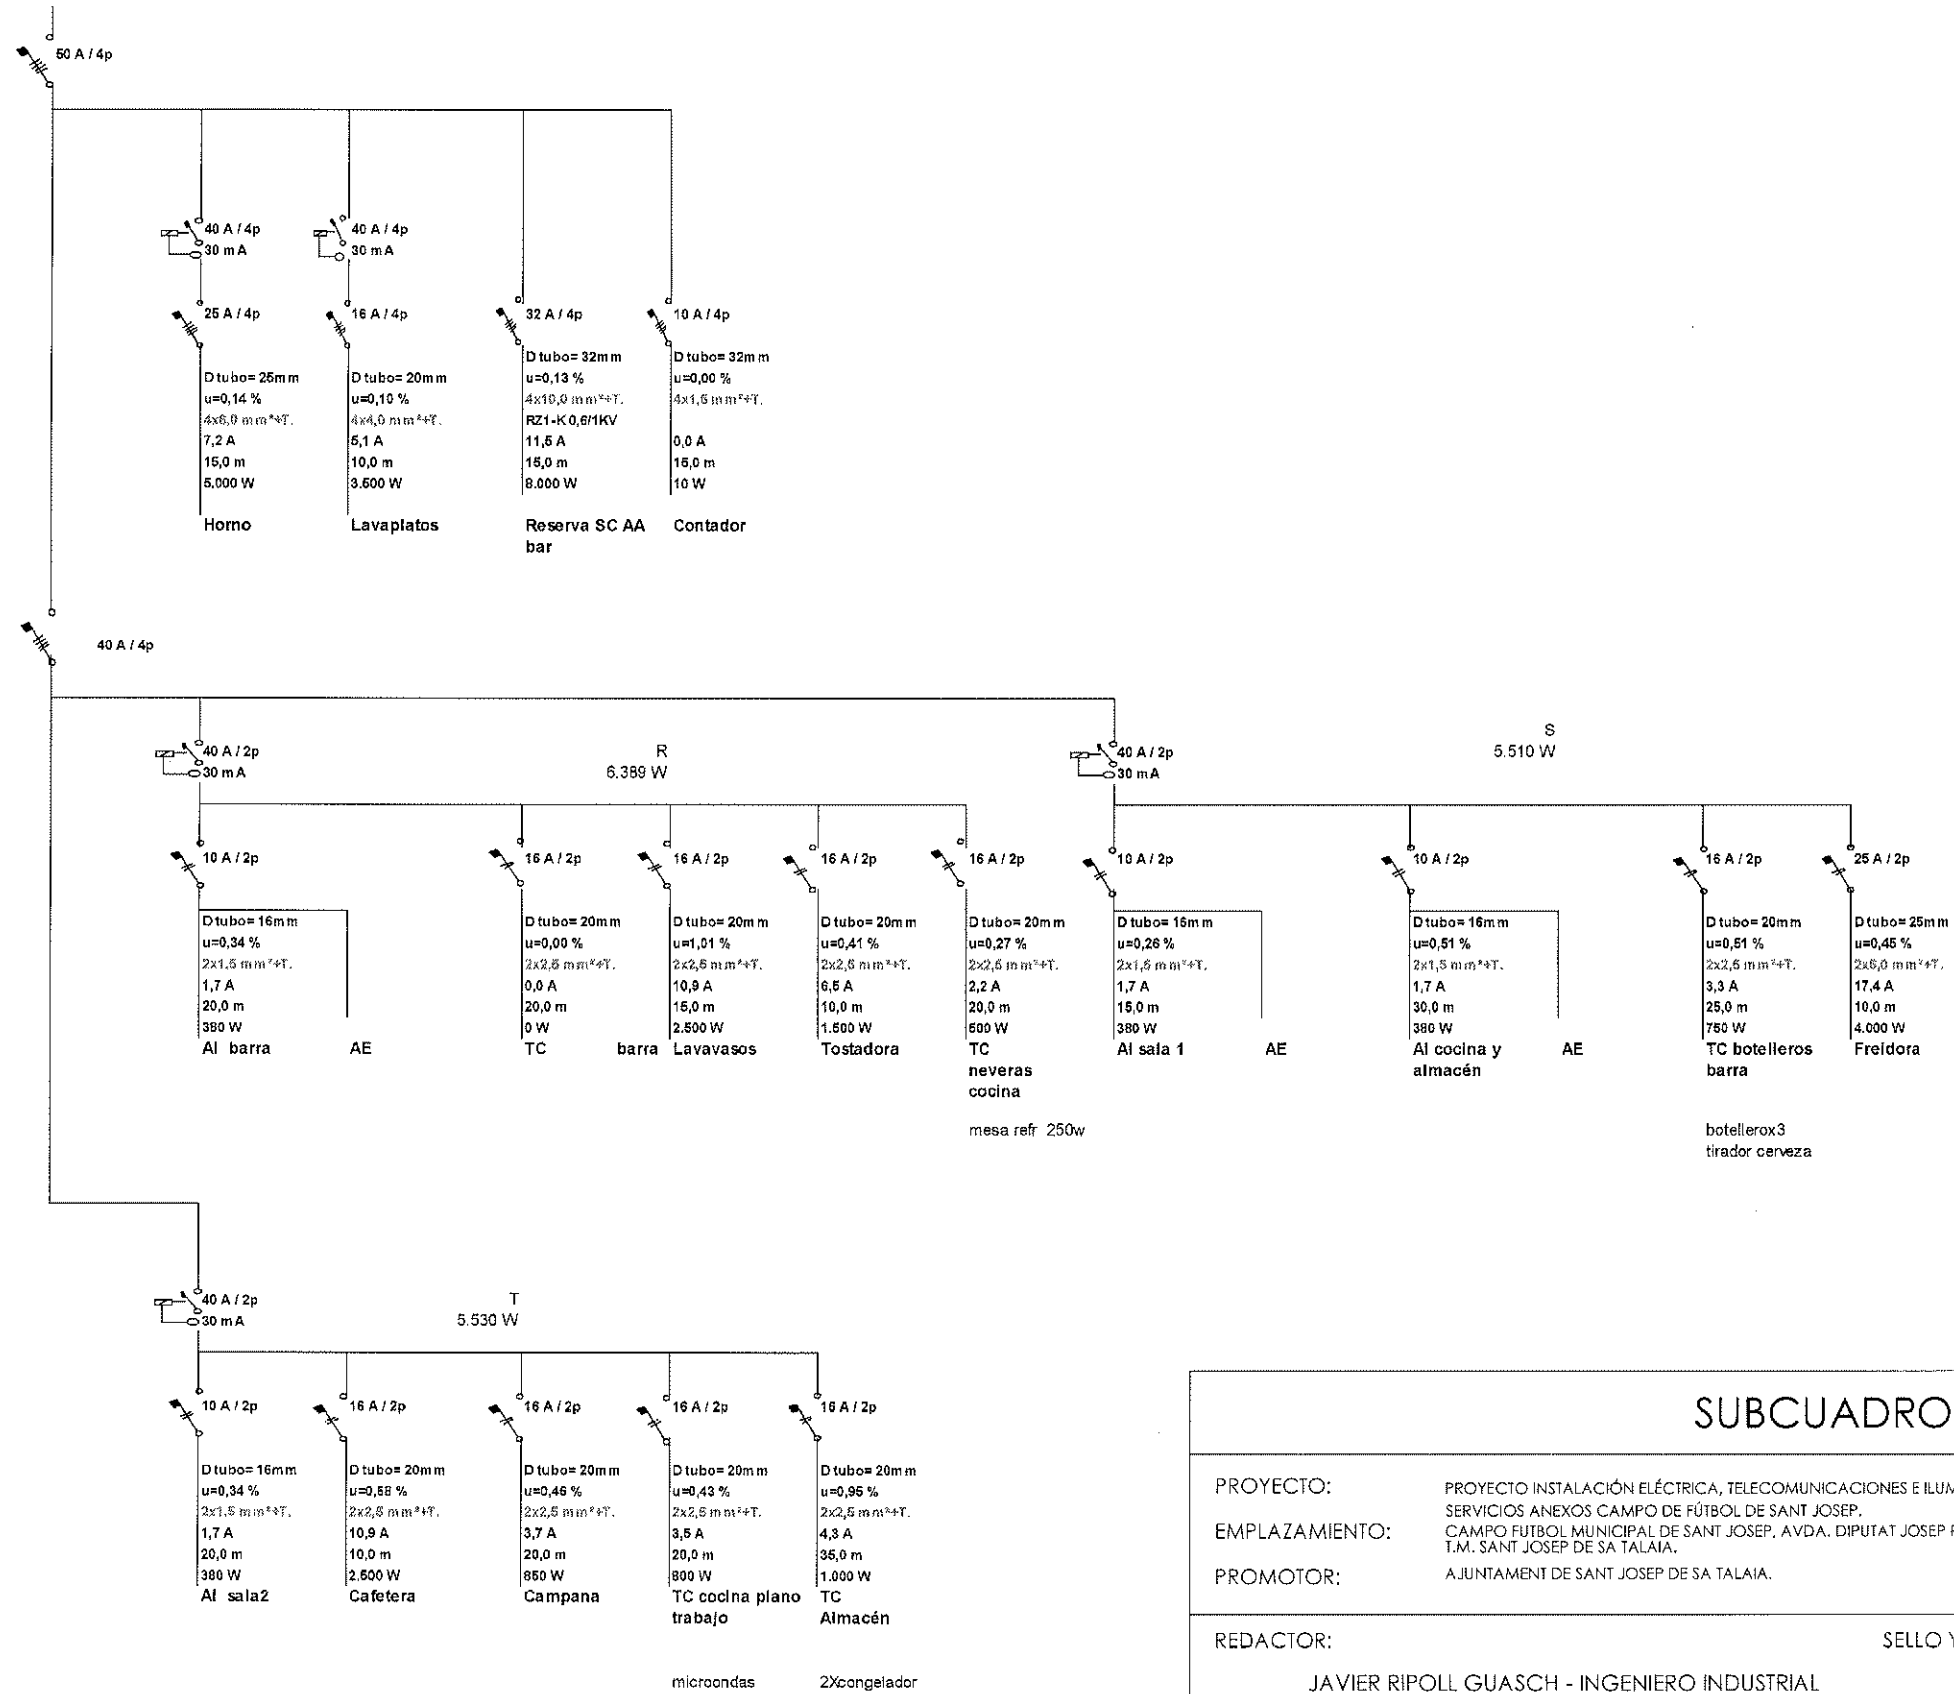 50 A / 4p
40 A / 4p
30 mA
40 A / 4p
30 mA
25 A / 4p
16 A / 4p
32 A / 4p
10 A / 4p
D tubo= 25mm
u=0,14 %
4x6,0 mm²+T.
7,2 A
15,0 m
5.000 W
Horno
D tubo= 20mm
u=0,10 %
4x4,0 mm²+T.
5,1 A
10,0 m
3.500 W
Lavaplatos
D tubo= 32mm
u=0,13 %
4x10,0 mm²+T.
RZ1-K 0,6/1KV
11,5 A
15,0 m
8.000 W
Reserva SC AA
bar
D tubo= 32mm
u=0,00 %
4x1,5 mm²+T.
0,0 A
15,0 m
10 W
Contador
40 A / 4p
40 A / 2p
30 mA
R
6.389 W
40 A / 2p
30 mA
S
5.510 W
10 A / 2p
16 A / 2p
16 A / 2p
16 A / 2p
16 A / 2p
10 A / 2p
10 A / 2p
16 A / 2p
25 A / 2p
D tubo= 16mm
u=0,34 %
2x1,5 mm²+T.
1,7 A
20,0 m
380 W
Al barra
AE
D tubo= 20mm
u=0,00 %
2x2,5 mm²+T.
0,0 A
20,0 m
0 W
TC barra
D tubo= 20mm
u=1,01 %
2x2,5 mm²+T.
10,9 A
15,0 m
2.500 W
Lavavasos
D tubo= 20mm
u=0,41 %
2x2,5 mm²+T.
6,5 A
10,0 m
1.500 W
Tostadora
D tubo= 20mm
u=0,27 %
2x2,5 mm²+T.
2,2 A
20,0 m
500 W
TC
neveras
cocina
mesa refr 250w
D tubo= 16mm
u=0,26 %
2x1,5 mm²+T.
1,7 A
15,0 m
380 W
Al sala 1
AE
D tubo= 16mm
u=0,51 %
2x1,5 mm²+T.
1,7 A
30,0 m
380 W
Al cocina y
almacén
AE
D tubo= 20mm
u=0,51 %
2x2,5 mm²+T.
3,3 A
25,0 m
750 W
TC botelleros
barra
botellerox3
tirador cerveza
D tubo= 25mm
u=0,45 %
2x6,0 mm²+T.
17,4 A
10,0 m
4.000 W
Freidora
40 A / 2p
30 mA
T
5.530 W
10 A / 2p
16 A / 2p
16 A / 2p
16 A / 2p
16 A / 2p
D tubo= 16mm
u=0,34 %
2x1,5 mm²+T.
1,7 A
20,0 m
380 W
Al sala2
D tubo= 20mm
u=0,68 %
2x2,5 mm²+T.
10,9 A
10,0 m
2.500 W
Cafetera
D tubo= 20mm
u=0,46 %
2x2,5 mm²+T.
3,7 A
20,0 m
850 W
Campana
D tubo= 20mm
u=0,43 %
2x2,5 mm²+T.
3,5 A
20,0 m
800 W
TC cocina plano
trabajo
microondas
D tubo= 20mm
u=0,95 %
2x2,5 mm²+T.
4,3 A
35,0 m
1.000 W
TC
Almacén
2Xcongelador
SUBCUADRO
PROYECTO: PROYECTO INSTALACIÓN ELÉCTRICA, TELECOMUNICACIONES E ILUM
SERVICIOS ANEXOS CAMPO DE FÚTBOL DE SANT JOSEP.
EMPLAZAMIENTO: CAMPO FUTBOL MUNICIPAL DE SANT JOSEP, AVDA. DIPUTAT JOSEP
T.M. SANT JOSEP DE SA TALAIA.
PROMOTOR: AJUNTAMENT DE SANT JOSEP DE SA TALAIA.
REDACTOR: SELLO Y
JAVIER RIPOLL GUASCH - INGENIERO INDUSTRIAL